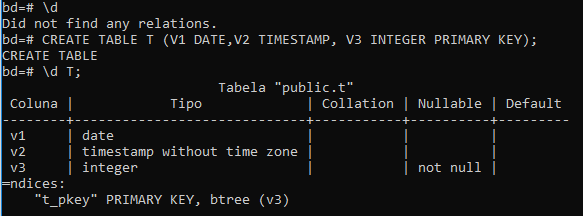 bd=# \d
Did not find any relations.
bd=# CREATE TABLE T (V1 DATE,V2 TIMESTAMP, V3 INTEGER PRIMARY KEY);
CREATE TABLE
bd=# \d T;
                         Tabela "public.t"
 Coluna |            Tipo             | Collation | Nullable | Default
--------+-----------------------------+-----------+----------+---------
 v1     | date                        |           |          |
 v2     | timestamp without time zone |           |          |
 v3     | integer                     |           | not null |
═ndices:
    "t_pkey" PRIMARY KEY, btree (v3)